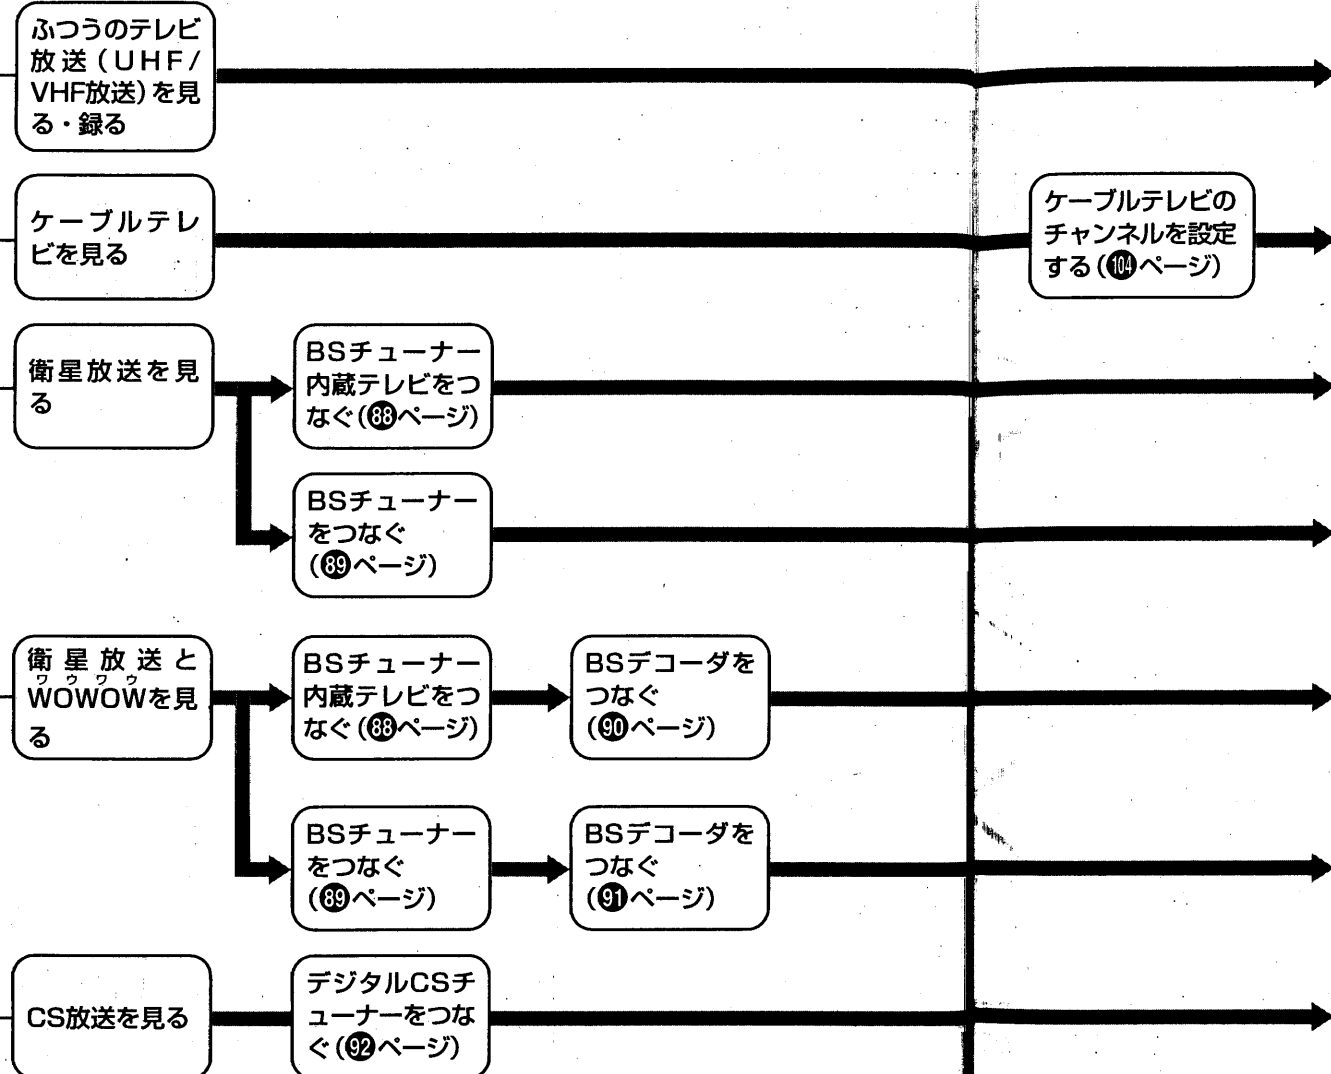 ふつうのテレビ
放送（UHF/
VHF放送）を見
る・録る
ケーブルテレ
ビを見る
ケーブルテレビの
チャンネルを設定
する（104ページ）
衛星放送を見
る
BSチューナー
内蔵テレビをつ
なぐ（88ページ）
BSチューナー
をつなぐ
（89ページ）
衛星放送と
ワウワウ
WOWOWを見
る
BSチューナー
内蔵テレビをつ
なぐ（88ページ）
BSデコーダを
つなぐ
（90ページ）
BSチューナー
をつなぐ
（89ページ）
BSデコーダを
つなぐ
（91ページ）
CS放送を見る
デジタルCSチ
ューナーをつな
ぐ（92ページ）